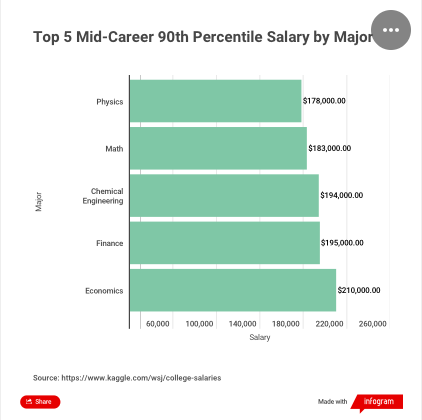 Top 5 Mid-Career 90th Percentile Salary by Major
Physics
$178,000.00
Math
$183,000.00
Chemical
Engineering
$194,000.00
Major
Finance
$195,000.00
Economics
$210,000.00
60,000 100,000 140,000 180,000 220,000 260,000
Salary
Source: https://www.kaggle.com/wsj/college-salaries
Share
Made with infogram